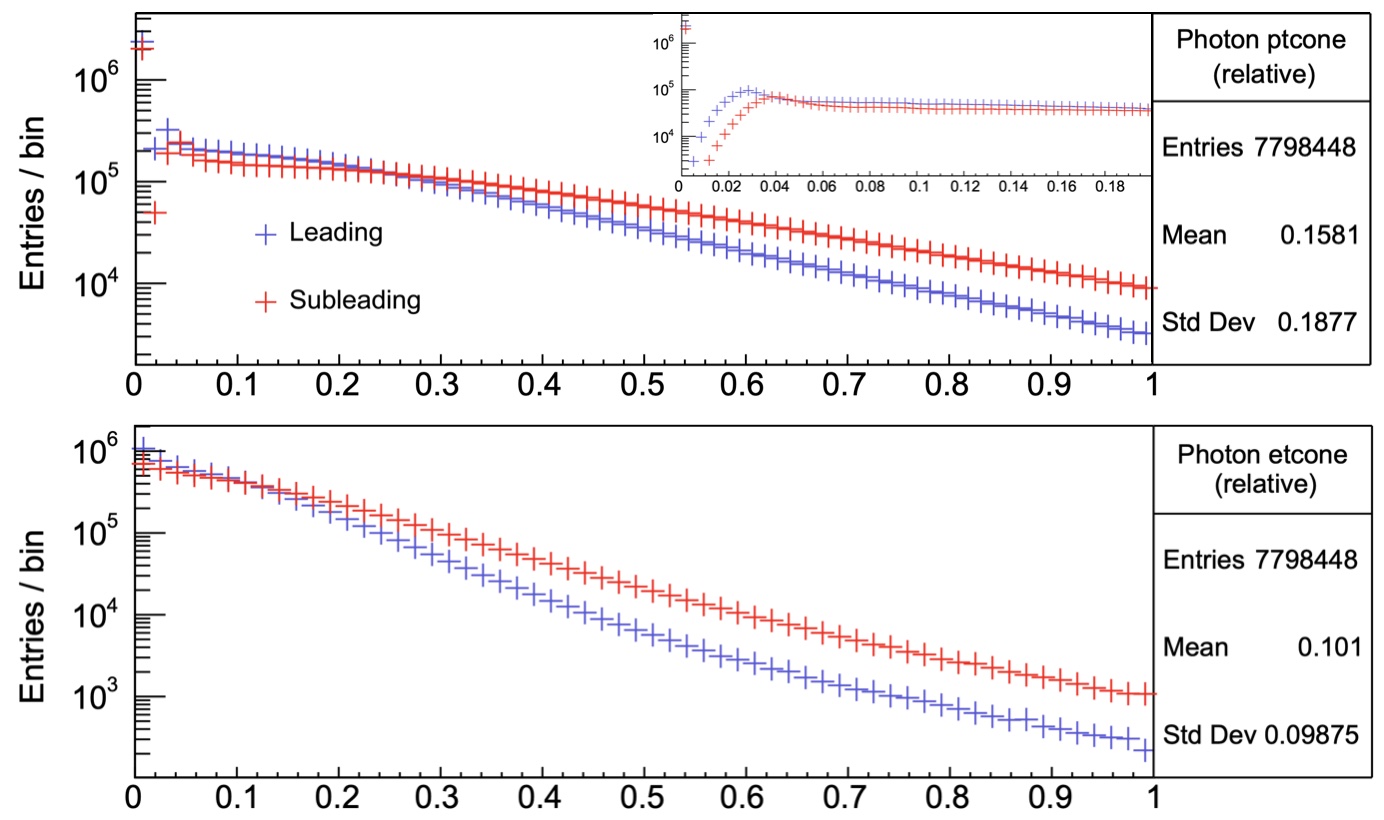 Entries / bin
10⁶
10⁵
10⁴
0 0.1 0.2 0.3 0.4 0.5 0.6 0.7 0.8 0.9 1
Leading
Subleading
10⁶
10⁵
10⁴
0 0.02 0.04 0.06 0.08 0.1 0.12 0.14 0.16 0.18
Photon ptcone
(relative)
Entries 7798448
Mean 0.1581
Std Dev 0.1877
Entries / bin
10⁶
10⁵
10⁴
10³
0 0.1 0.2 0.3 0.4 0.5 0.6 0.7 0.8 0.9 1
Photon etcone
(relative)
Entries 7798448
Mean 0.101
Std Dev 0.09875